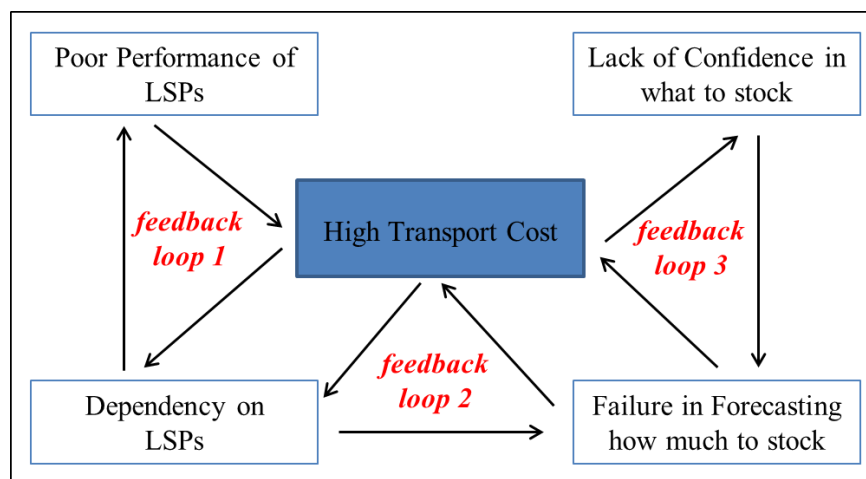 Poor Performance of
LSPs
Lack of Confidence in
what to stock
feedback
loop 1
High Transport Cost
feedback
loop 3
feedback
loop 2
Dependency on
LSPs
Failure in Forecasting
how much to stock